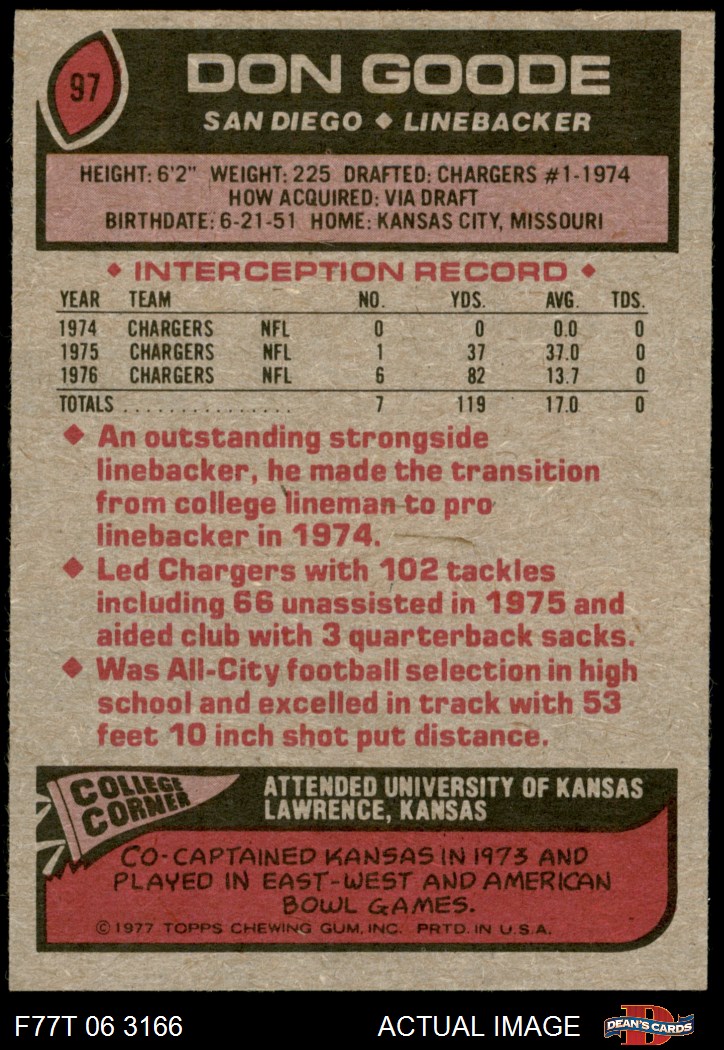 97
DON GOODE
SAN DIEGO ◆ LINEBACKER
HEIGHT: 6'2" WEIGHT: 225 DRAFTED: CHARGERS #1-1974
HOW ACQUIRED: VIA DRAFT
BIRTHDATE: 6-21-51 HOME: KANSAS CITY, MISSOURI
◆ INTERCEPTION RECORD ◆
YEAR TEAM NO. YDS. AVG. TDS.
1974 CHARGERS NFL 0 0 0.0 0
1975 CHARGERS NFL 1 37 37.0 0
1976 CHARGERS NFL 6 82 13.7 0
TOTALS ................ 7 119 17.0 0
◆ An outstanding strongside
linebacker, he made the transition
from college lineman to pro
linebacker in 1974.
◆ Led Chargers with 102 tackles
including 66 unassisted in 1975 and
aided club with 3 quarterback sacks.
◆ Was All-City football selection in high
school and excelled in track with 53
feet 10 inch shot put distance.
COLLEGE
CORNER
ATTENDED UNIVERSITY OF KANSAS
LAWRENCE, KANSAS
CO-CAPTAINED KANSAS IN 1973 AND
PLAYED IN EAST-WEST AND AMERICAN
BOWL GAMES.
©1977 TOPPS CHEWING GUM, INC. PRTD. IN U.S.A.
F77T 06 3166 ACTUAL IMAGE
D
DEAN'S CARDS